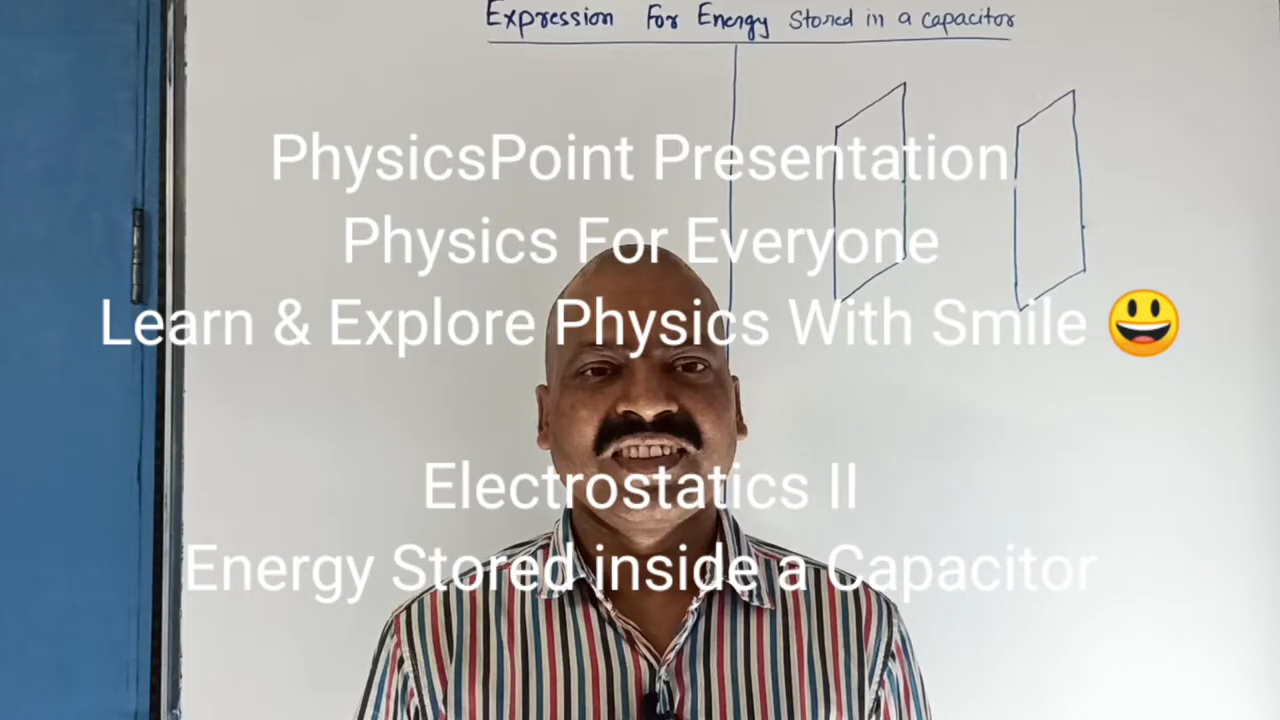 Expression For Energy Stored in a capacitor
PhysicsPoint Presentation
Physics For Everyone
Learn & Explore Physics With Smile 😃
Electrostatics II
Energy Stored inside a Capacitor